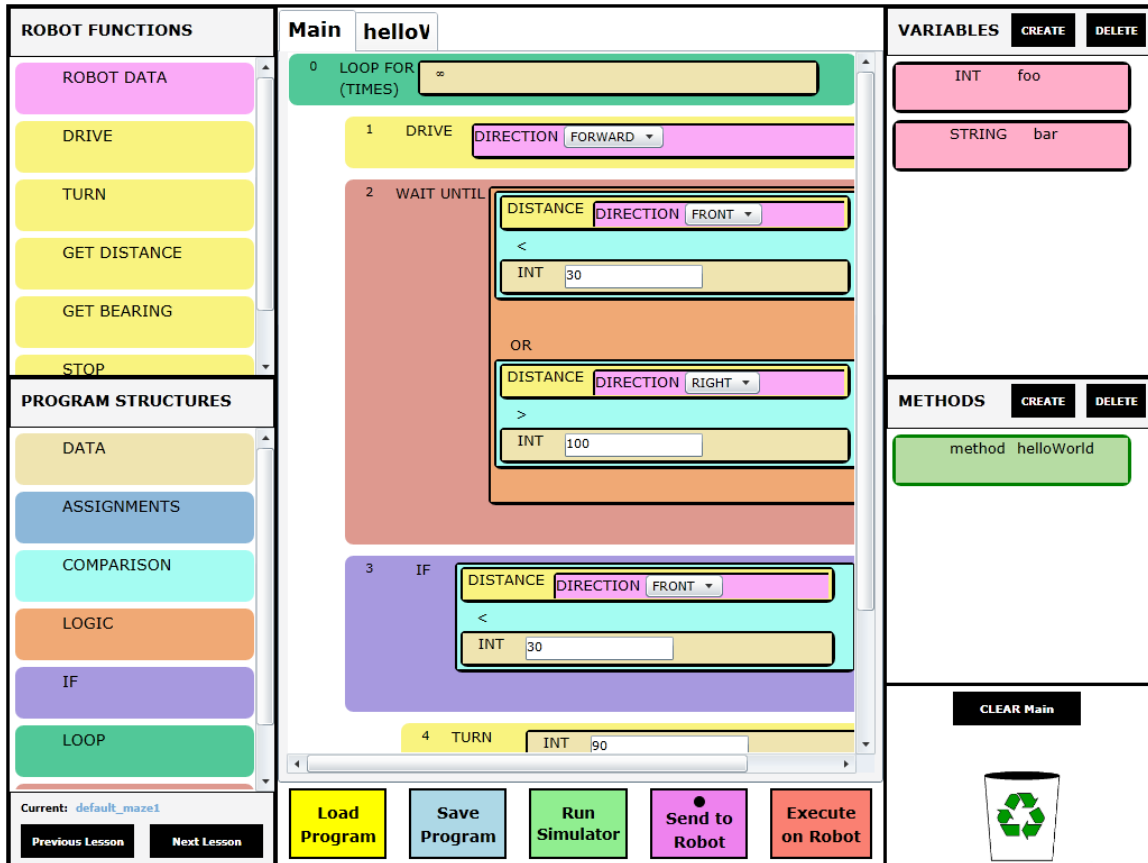 ROBOT FUNCTIONS
ROBOT DATA
DRIVE
TURN
GET DISTANCE
GET BEARING
STOP
PROGRAM STRUCTURES
DATA
ASSIGNMENTS
COMPARISON
LOGIC
IF
LOOP
Current: default_maze1
Previous Lesson Next Lesson
Main helloW
0 LOOP FOR ∞
(TIMES)
1 DRIVE DIRECTION FORWARD
2 WAIT UNTIL DISTANCE DIRECTION FRONT
<
INT 30
OR
DISTANCE DIRECTION RIGHT
>
INT 100
3 IF DISTANCE DIRECTION FRONT
<
INT 30
4 TURN INT 90
Load Program
Save Program
Run Simulator
Send to Robot
Execute on Robot
VARIABLES CREATE DELETE
INT foo
STRING bar
METHODS CREATE DELETE
method helloWorld
CLEAR Main